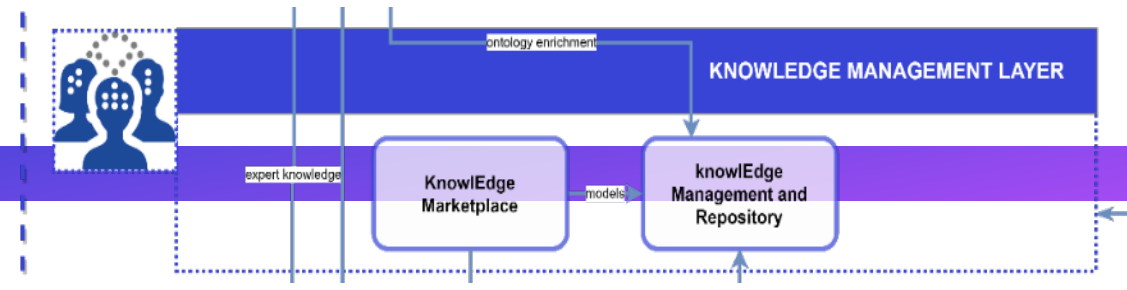 ontology enrichment
KNOWLEDGE MANAGEMENT LAYER
expert knowledge
KnowlEdge
Marketplace
models
knowlEdge
Management and
Repository